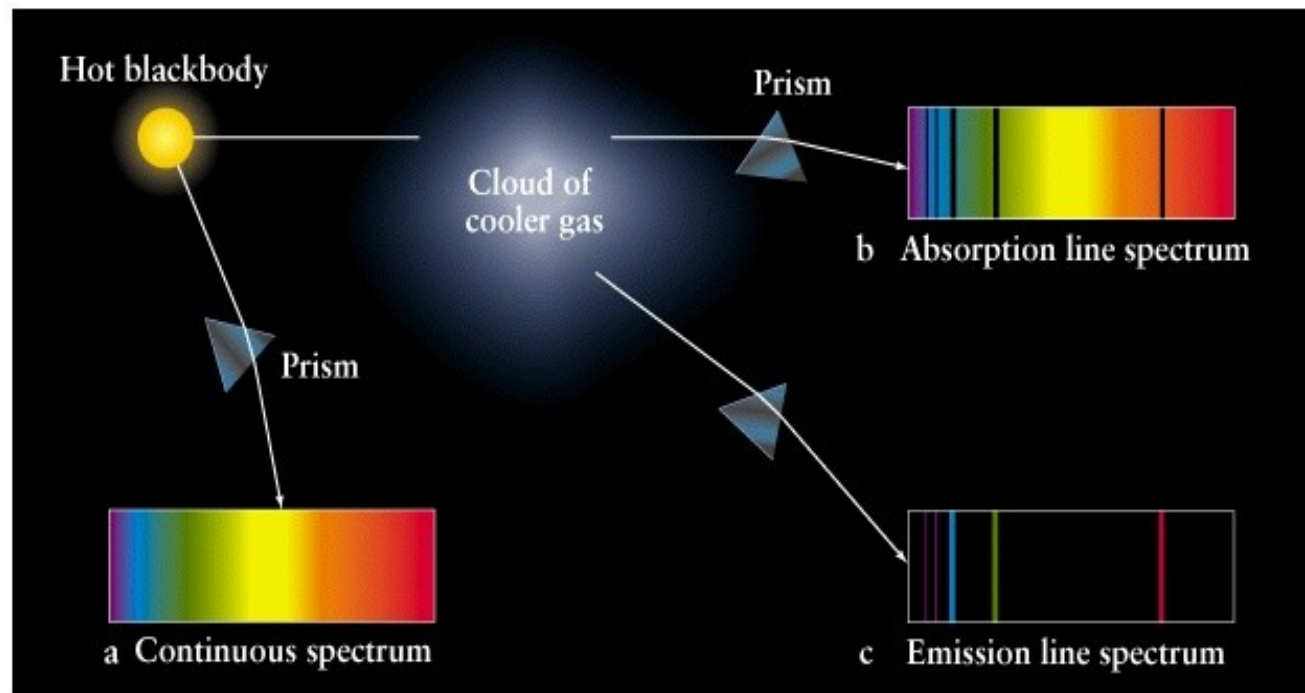 Hot blackbody
Prism
Cloud of
cooler gas
b Absorption line spectrum
Prism
a Continuous spectrum
c Emission line spectrum